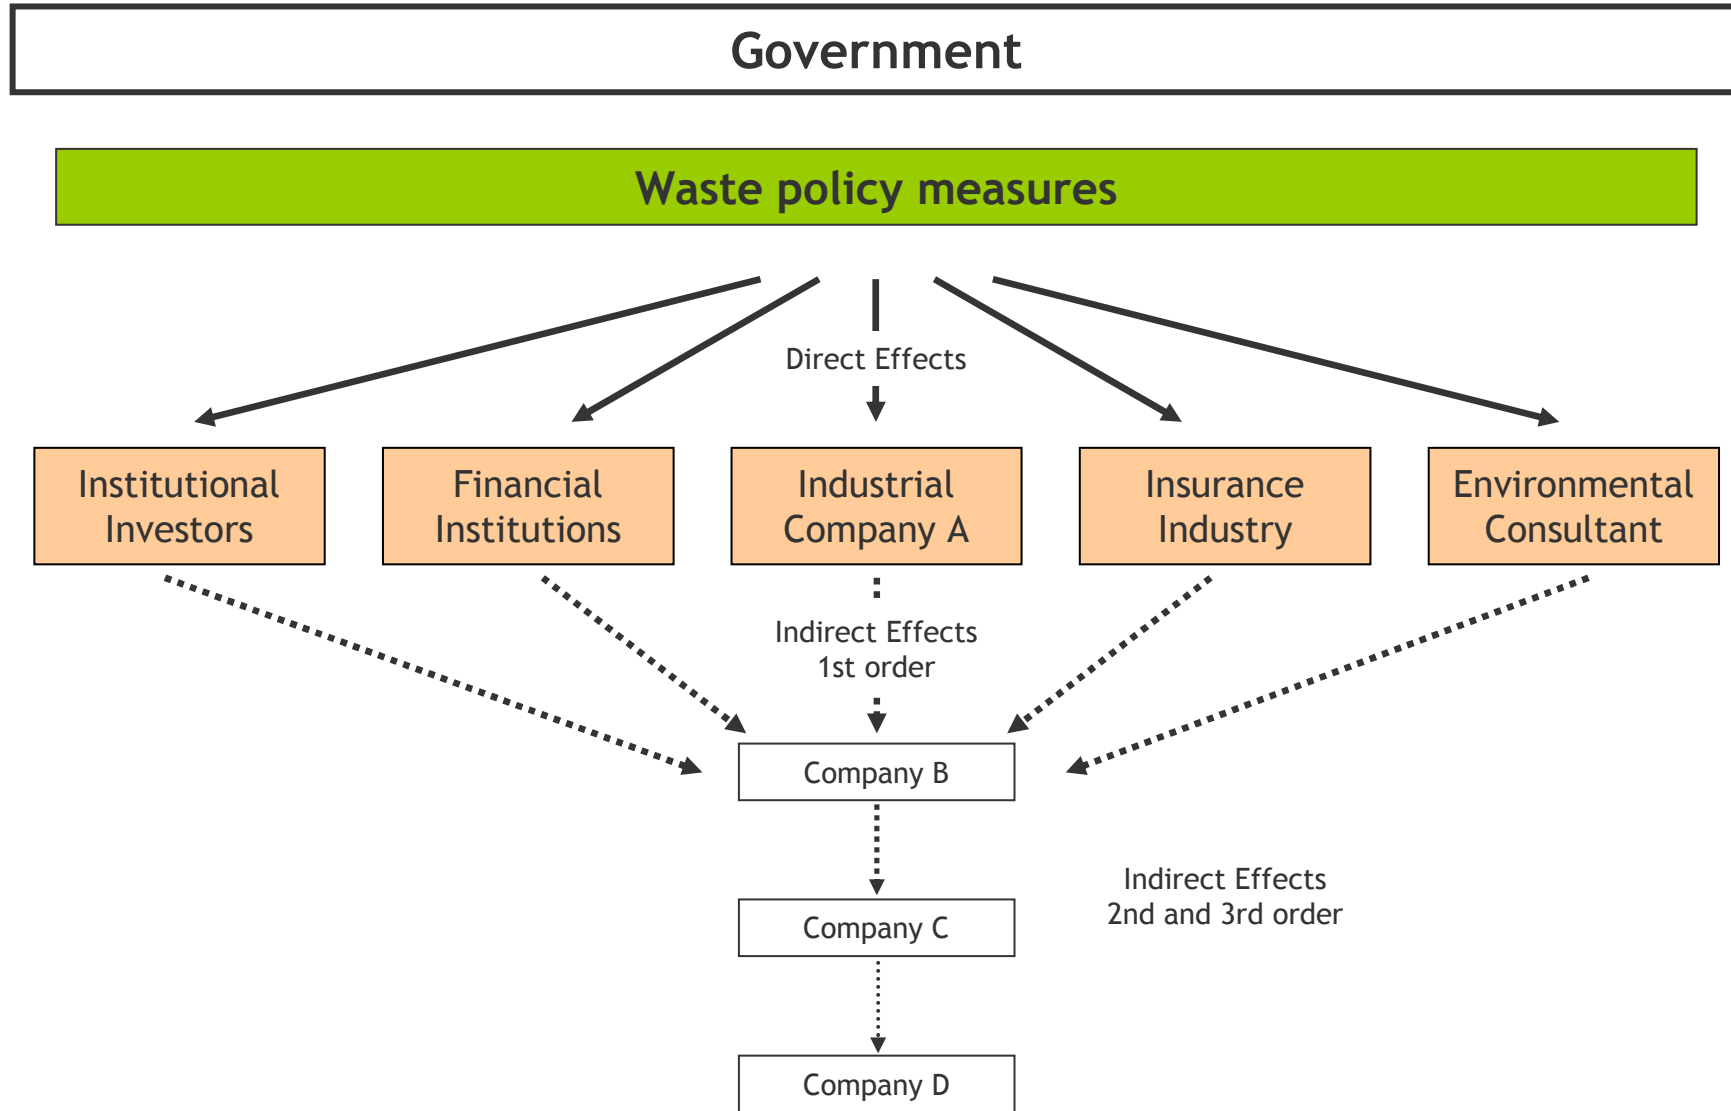 Government
Waste policy measures
Direct Effects
Institutional
Investors
Financial
Institutions
Industrial
Company A
Insurance
Industry
Environmental
Consultant
Indirect Effects
1st order
Company B
Indirect Effects
2nd and 3rd order
Company C
Company D